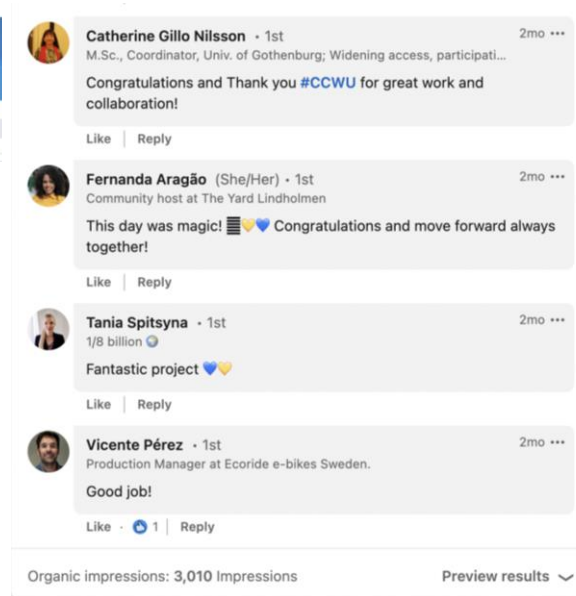 Catherine Gillo Nilsson • 1st
2mo •••
M.Sc., Coordinator, Univ. of Gothenburg; Widening access, participati...
Congratulations and Thank you #CCWU for great work and
collaboration!
Like | Reply
Fernanda Aragão (She/Her) • 1st
2mo •••
Community host at The Yard Lindholmen
This day was magic! 💛💙 Congratulations and move forward always
together!
Like | Reply
Tania Spitsyna • 1st
2mo •••
1/8 billion
Fantastic project 💙💛
Like | Reply
Vicente Pérez • 1st
2mo •••
Production Manager at Ecoride e-bikes Sweden.
Good job!
Like · 1 | Reply
Organic impressions: 3,010 Impressions
Preview results